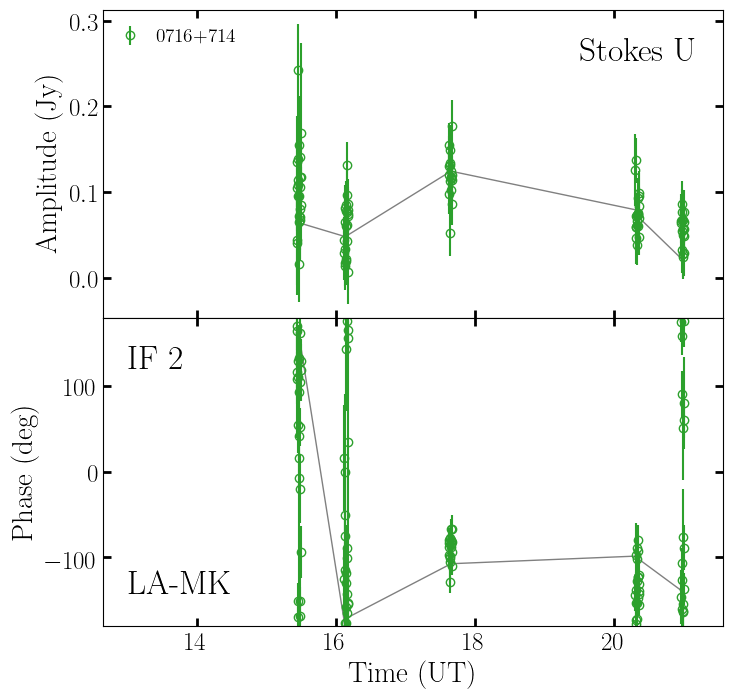 0716+714
Stokes U
Amplitude (Jy)
0.3
0.2
0.1
0.0
IF 2
LA-MK
Phase (deg)
100
0
−100
14 16 18 20
Time (UT)